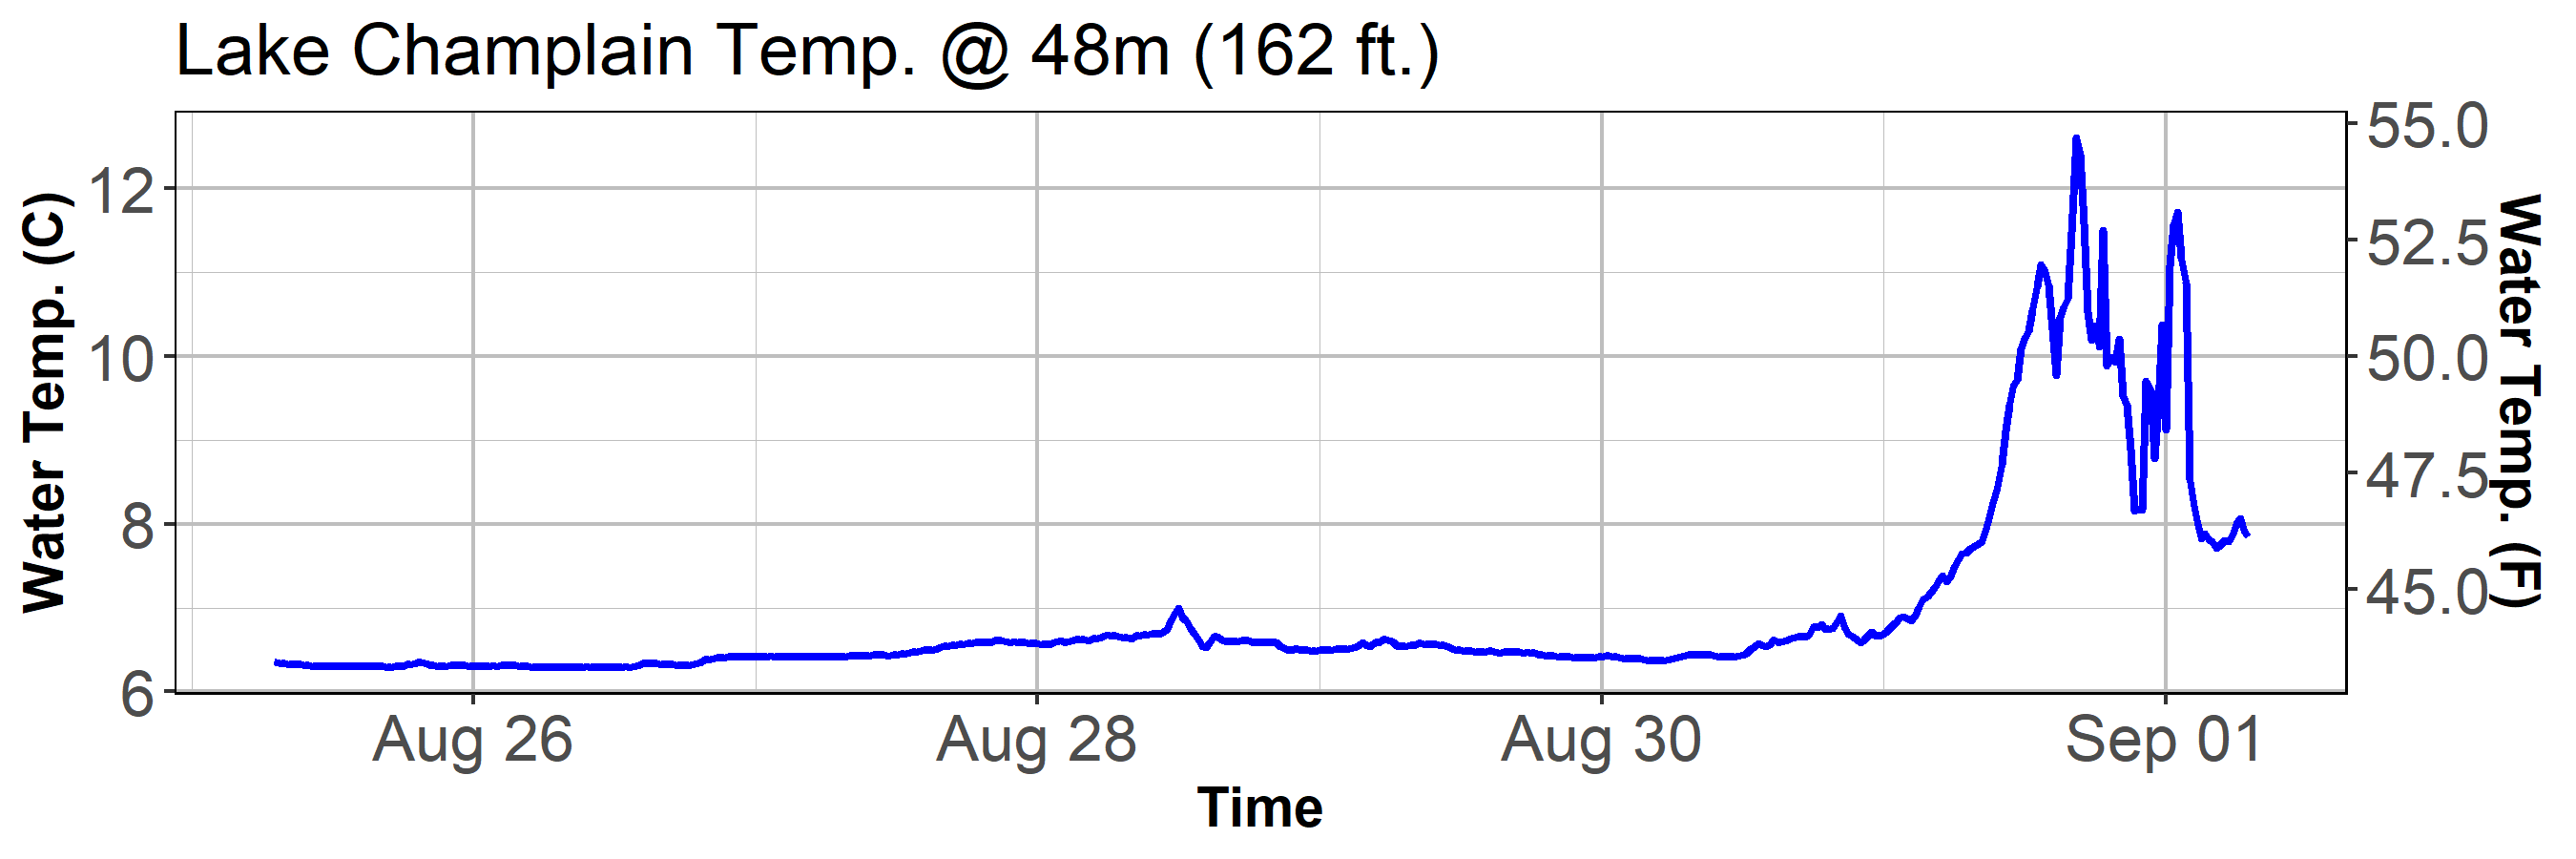 Lake Champlain Temp. @ 48m (162 ft.)
Water Temp. (C)
12
10
8
6
55.0
52.5
50.0
47.5
45.0
Water Temp. (F)
Aug 26 Aug 28 Aug 30 Sep 01
Time